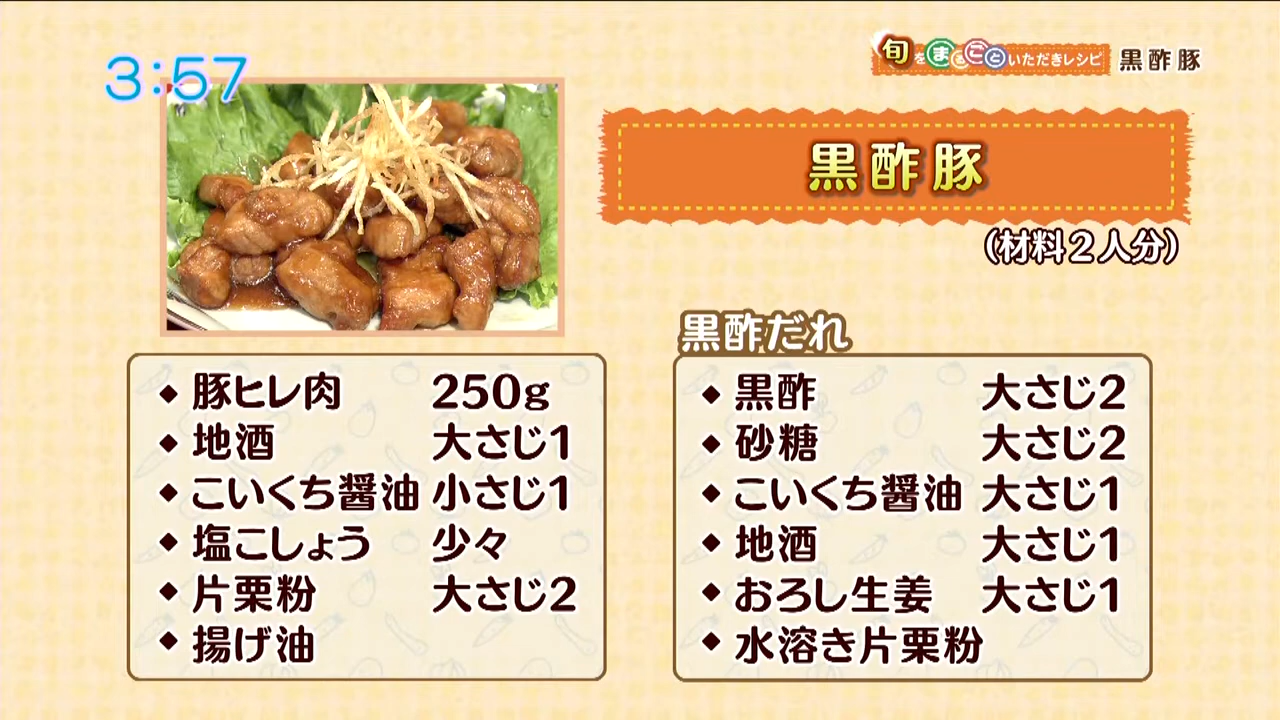 3:57
旬をまるごといただきレシピ 黒酢豚
黒酢豚
(材料2人分)
◆豚ヒレ肉 250g
◆地酒 大さじ1
◆こいくち醤油 小さじ1
◆塩こしょう 少々
◆片栗粉 大さじ2
◆揚げ油
黒酢だれ
◆黒酢 大さじ2
◆砂糖 大さじ2
◆こいくち醤油 大さじ1
◆地酒 大さじ1
◆おろし生姜 大さじ1
◆水溶き片栗粉